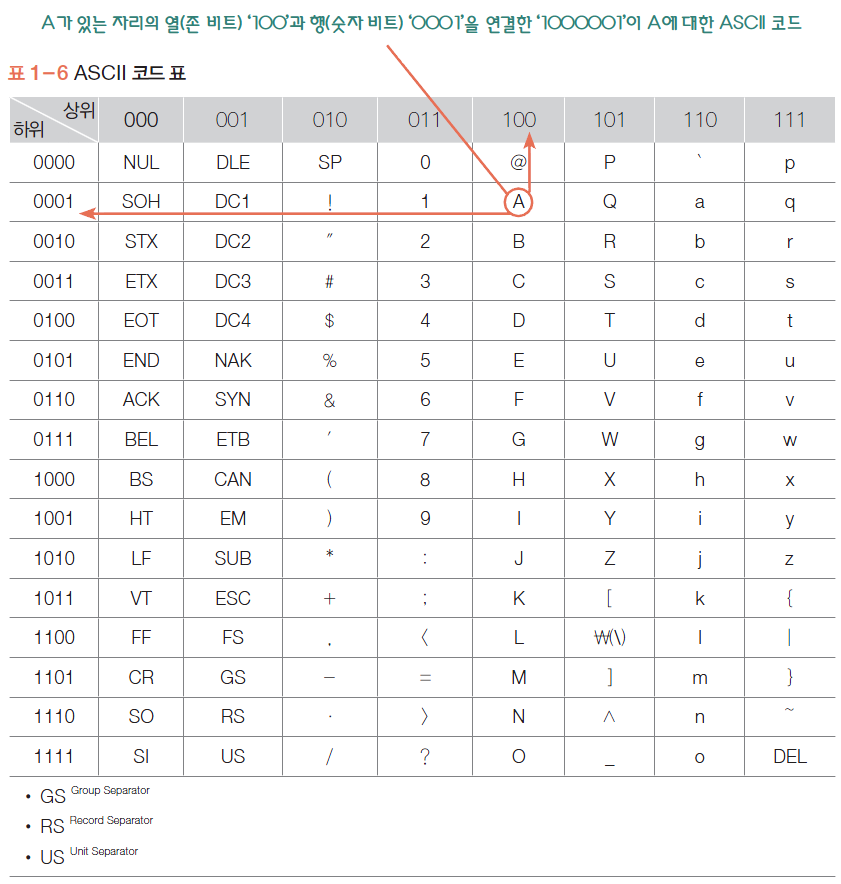 A가 있는 자리의 열(존 비트) ‘100’과 행(숫자 비트) ‘0001’을 연결한 ‘1000001’이 A에 대한 ASCII 코드
표 1-6 ASCII 코드 표
상위
하위 000 001 010 011 100 101 110 111
0000 NUL DLE SP 0 @ P ` p
0001 SOH DC1 ! 1 A Q a q
0010 STX DC2 ″ 2 B R b r
0011 ETX DC3 # 3 C S c s
0100 EOT DC4 $ 4 D T d t
0101 END NAK % 5 E U e u
0110 ACK SYN & 6 F V f v
0111 BEL ETB ′ 7 G W g w
1000 BS CAN ( 8 H X h x
1001 HT EM ) 9 I Y i y
1010 LF SUB * : J Z j z
1011 VT ESC + ; K [ k {
1100 FF FS , 〈 L ₩(\) l |
1101 CR GS - = M ] m }
1110 SO RS · 〉 N ^ n ~
1111 SI US / ? O _ o DEL
• GS Group Separator
• RS Record Separator
• US Unit Separator